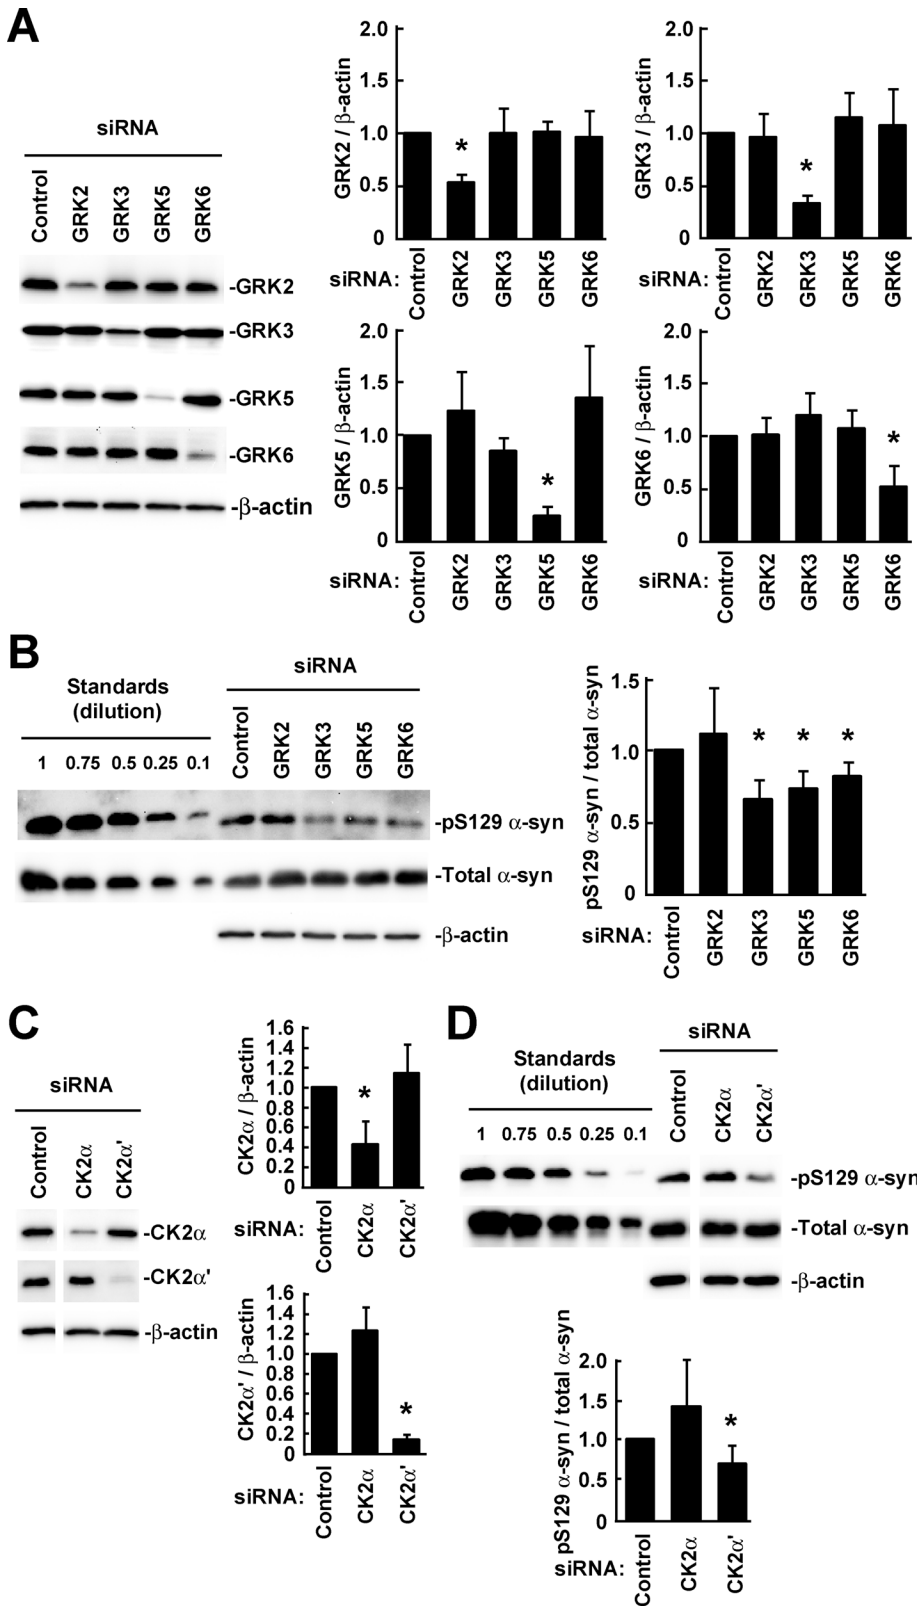 A
siRNA
Control
GRK2
GRK3
GRK5
GRK6
-GRK2
-GRK3
-GRK5
-GRK6
-β-actin
GRK2 / β-actin
2.0
1.5
1.0
0.5
0
*
siRNA:
Control
GRK2
GRK3
GRK5
GRK6
GRK3 / β-actin
2.0
1.5
1.0
0.5
0
*
siRNA:
Control
GRK2
GRK3
GRK5
GRK6
GRK5 / β-actin
2.0
1.5
1.0
0.5
0
*
siRNA:
Control
GRK2
GRK3
GRK5
GRK6
GRK6 / β-actin
2.0
1.5
1.0
0.5
0
*
siRNA:
Control
GRK2
GRK3
GRK5
GRK6
B
Standards
(dilution)
1 0.75 0.5 0.25 0.1
siRNA
Control
GRK2
GRK3
GRK5
GRK6
-pS129 α-syn
-Total α-syn
-β-actin
pS129 α-syn / total α-syn
1.5
1.0
0.5
0
* * *
siRNA:
Control
GRK2
GRK3
GRK5
GRK6
C
siRNA
Control
CK2α
CK2α'
-CK2α
-CK2α'
-β-actin
CK2α / β-actin
1.6
1.4
1.2
1.0
0.8
0.6
0.4
0.2
0
*
siRNA:
Control
CK2α
CK2α'
CK2α' / β-actin
1.6
1.4
1.2
1.0
0.8
0.6
0.4
0.2
0
*
siRNA:
Control
CK2α
CK2α'
D
Standards
(dilution)
1 0.75 0.5 0.25 0.1
siRNA
Control
CK2α
CK2α'
-pS129 α-syn
-Total α-syn
-β-actin
pS129 α-syn / total α-syn
2.0
1.5
1.0
0.5
0
*
siRNA:
Control
CK2α
CK2α'